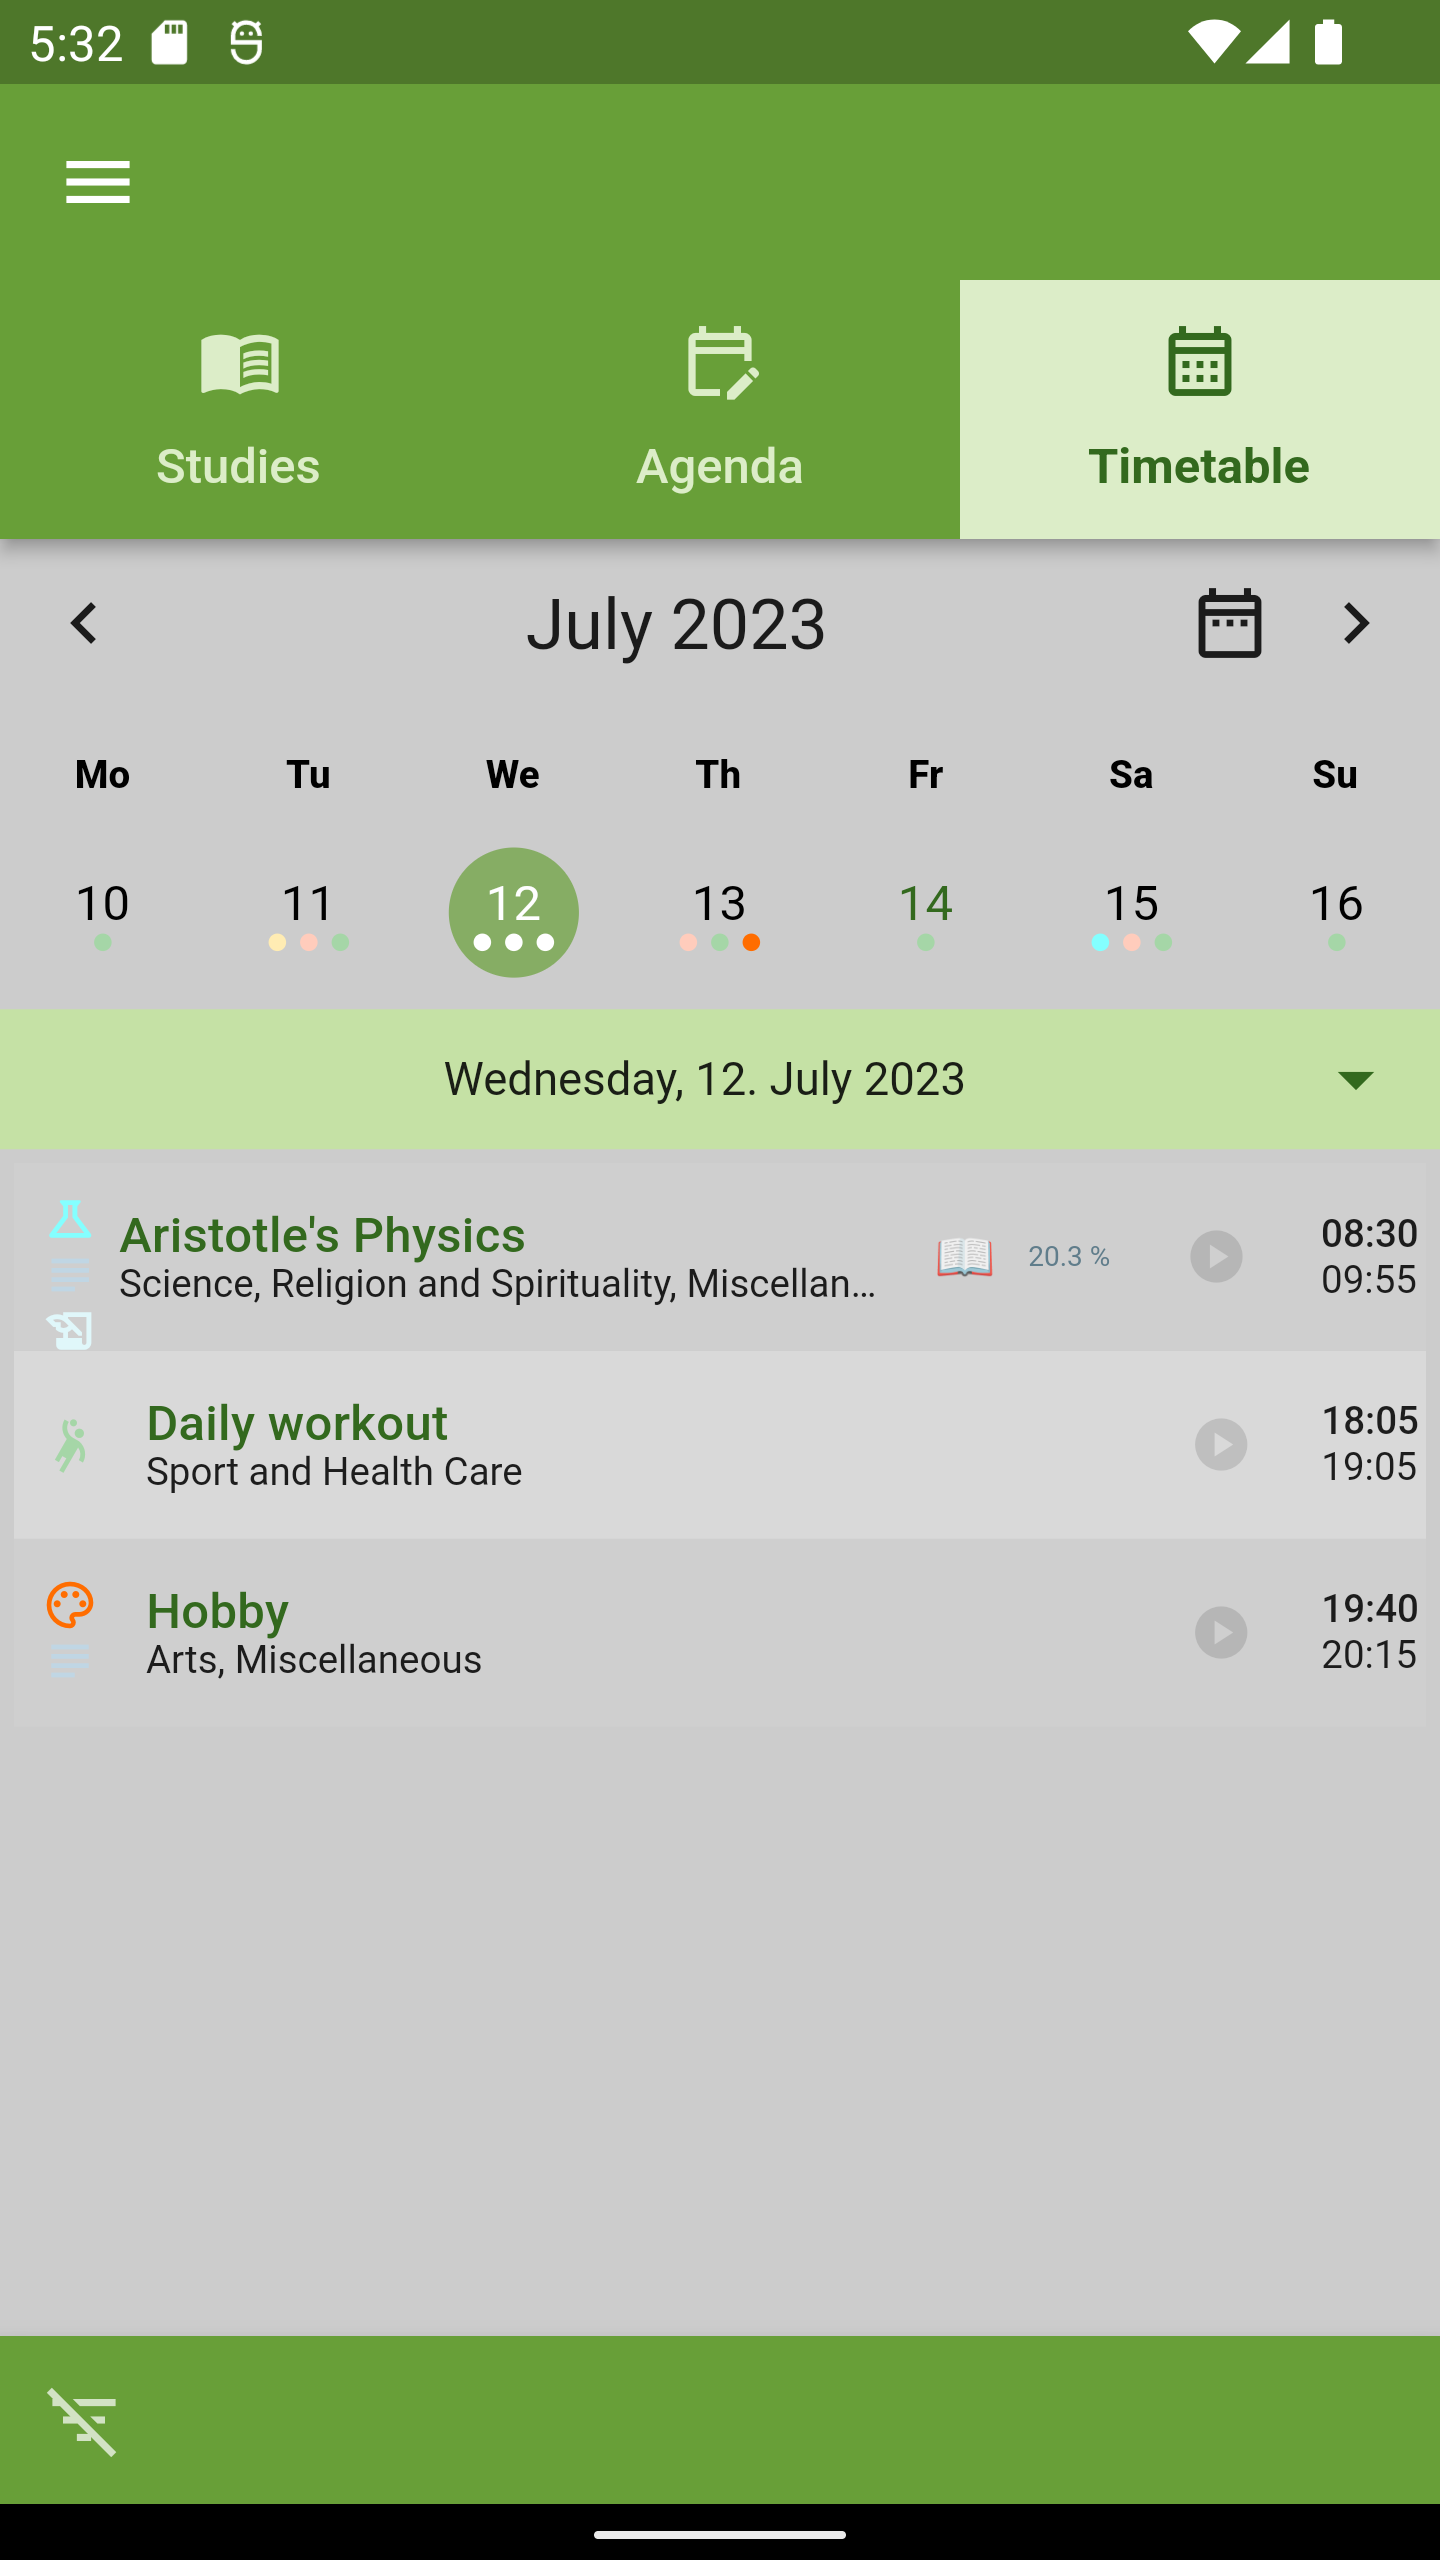 5:32
Studies
Agenda
Timetable
July 2023
Mo Tu We Th Fr Sa Su
10 11 12 13 14 15 16
Wednesday, 12. July 2023
Aristotle's Physics
Science, Religion and Spirituality, Miscellan...
20.3 %
08:30
09:55
Daily workout
Sport and Health Care
18:05
19:05
Hobby
Arts, Miscellaneous
19:40
20:15